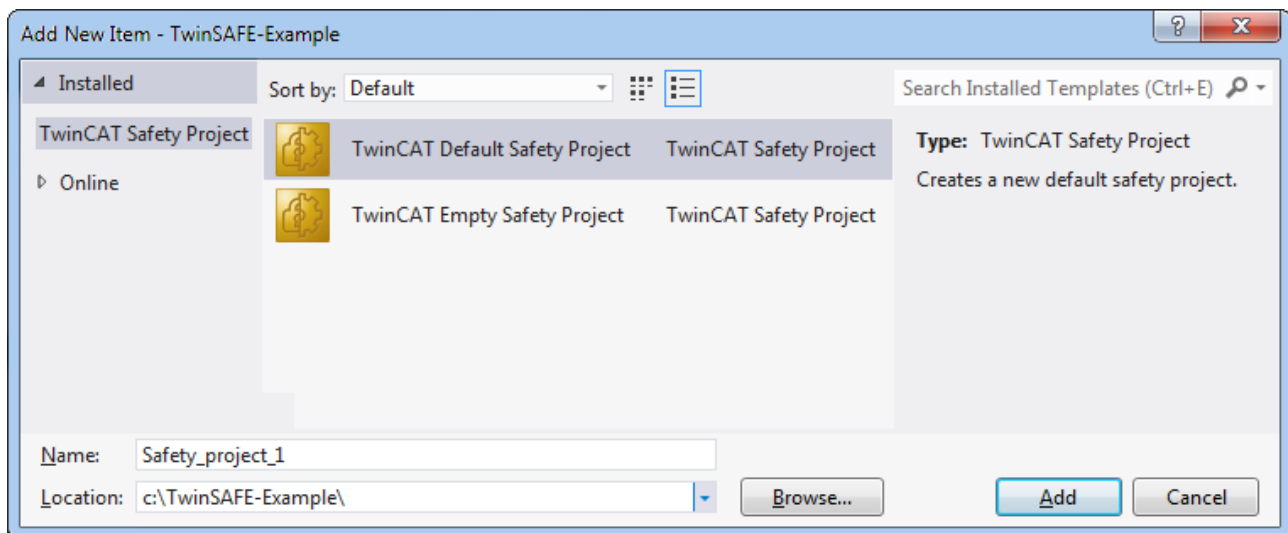 Add New Item - TwinSAFE-Example
Installed
Sort by: Default
Search Installed Templates (Ctrl+E)
TwinCAT Safety Project
TwinCAT Default Safety Project TwinCAT Safety Project
Type: TwinCAT Safety Project
Online
Creates a new default safety project.
TwinCAT Empty Safety Project TwinCAT Safety Project
Name: Safety_project_1
Location: c:\TwinSAFE-Example\
Browse...
Add
Cancel